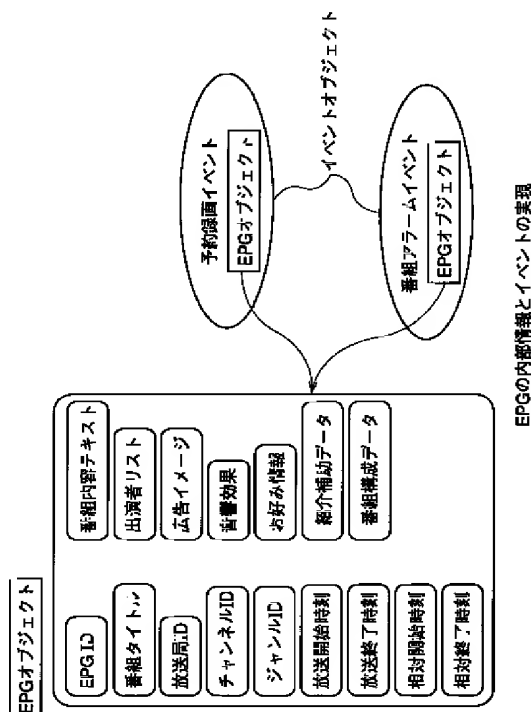 EPGオブジェクト
EPG ID
番組タイトル
放送局ID
チャンネルID
ジャンルID
放送開始時刻
放送終了時刻
相対開始時刻
相対終了時刻
番組内容テキスト
出演者リスト
広告イメージ
音響効果
お好み情報
紹介補助データ
番組構成データ
予約録画イベント
EPGオブジェクト
番組アラームイベント
EPGオブジェクト
イベントオブジェクト
EPGの内部情報とイベントの実現